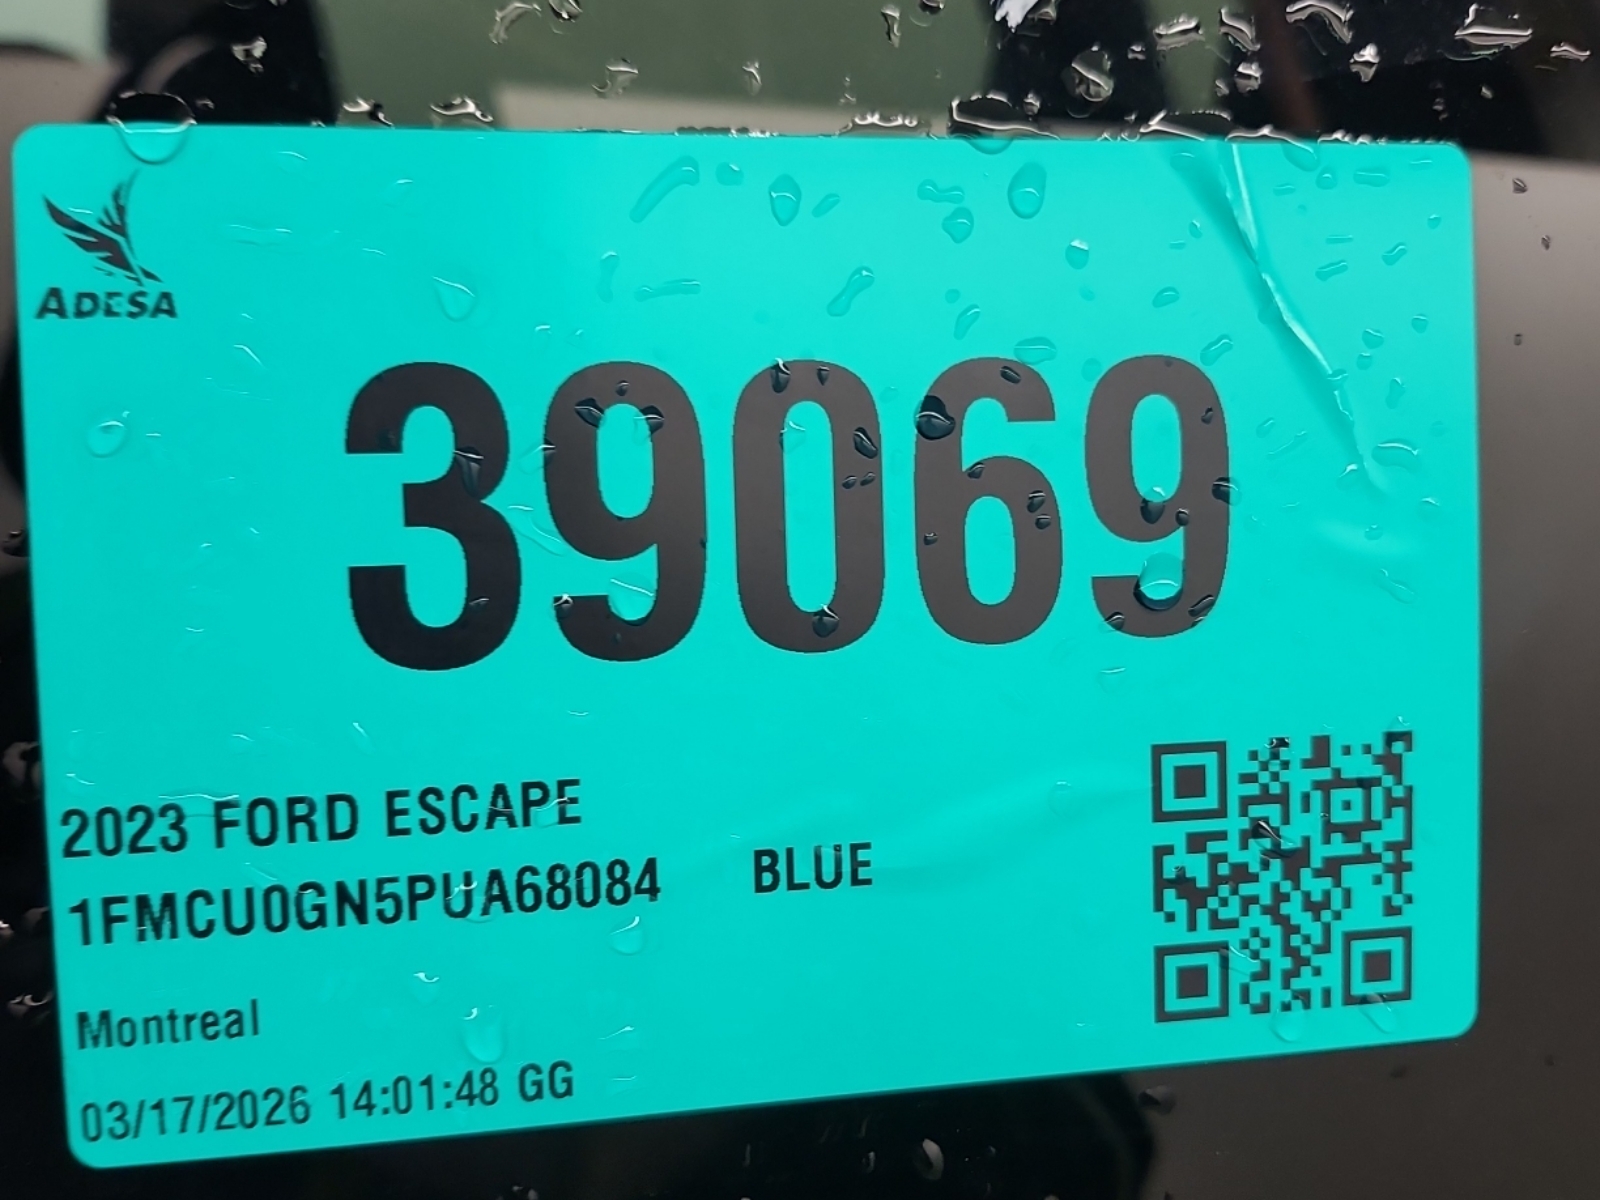 ADESA
39069
2023 FORD ESCAPE
1FMCU0GN5PUA68084 BLUE
Montreal
03/17/2026 14:01:48 GG